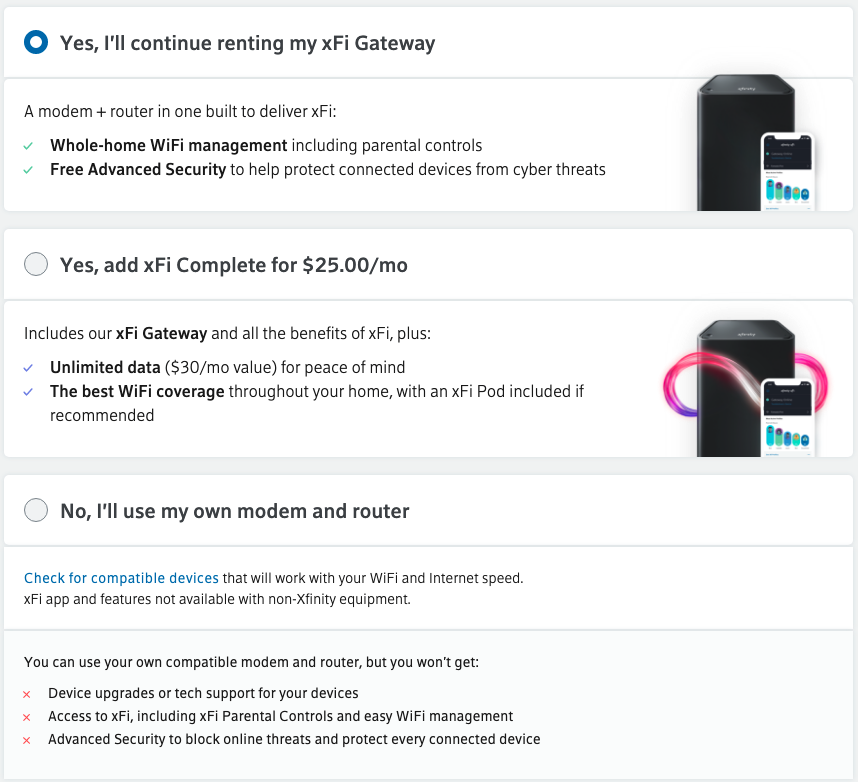 Yes, I'll continue renting my xFi Gateway
A modem + router in one built to deliver xFi:
Whole-home WiFi management including parental controls
Free Advanced Security to help protect connected devices from cyber threats
Yes, add xFi Complete for $25.00/mo
Includes our xFi Gateway and all the benefits of xFi, plus:
Unlimited data ($30/mo value) for peace of mind
The best WiFi coverage throughout your home, with an xFi Pod included if
recommended
No, I'll use my own modem and router
Check for compatible devices that will work with your WiFi and Internet speed.
xFi app and features not available with non-Xfinity equipment.
You can use your own compatible modem and router, but you won't get:
Device upgrades or tech support for your devices
Access to xFi, including xFi Parental Controls and easy WiFi management
Advanced Security to block online threats and protect every connected device